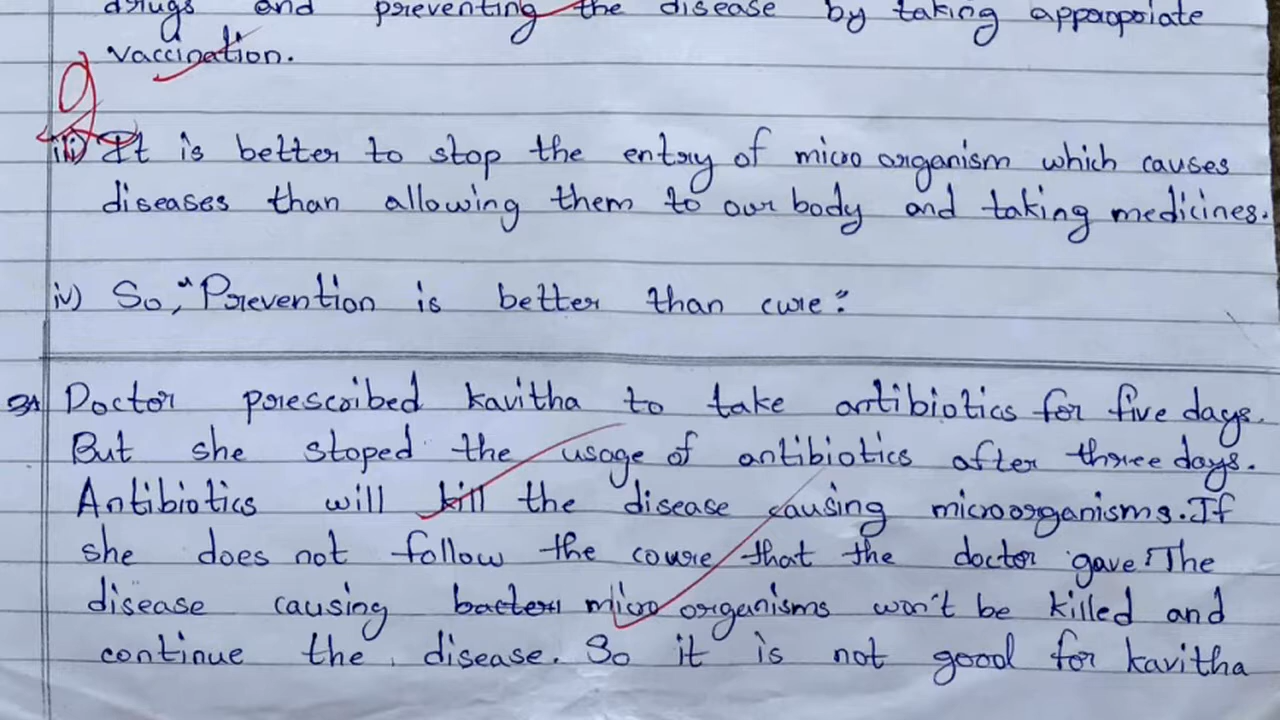 drugs and preventing the disease by taking appropriate
vaccination.
iii) It is better to stop the entry of micro organism which causes
diseases than allowing them to our body and taking medicines.
iv) So, "Prevention is better than cure"
3A Doctor prescribed kavitha to take antibiotics for five days.
But she stoped the usage of antibiotics after three days.
Antibiotics will kill the disease causing microorganisms. If
she does not follow the course that the doctor gave. The
disease causing micro organisms won't be killed and
continue the disease. So it is not good for kavitha